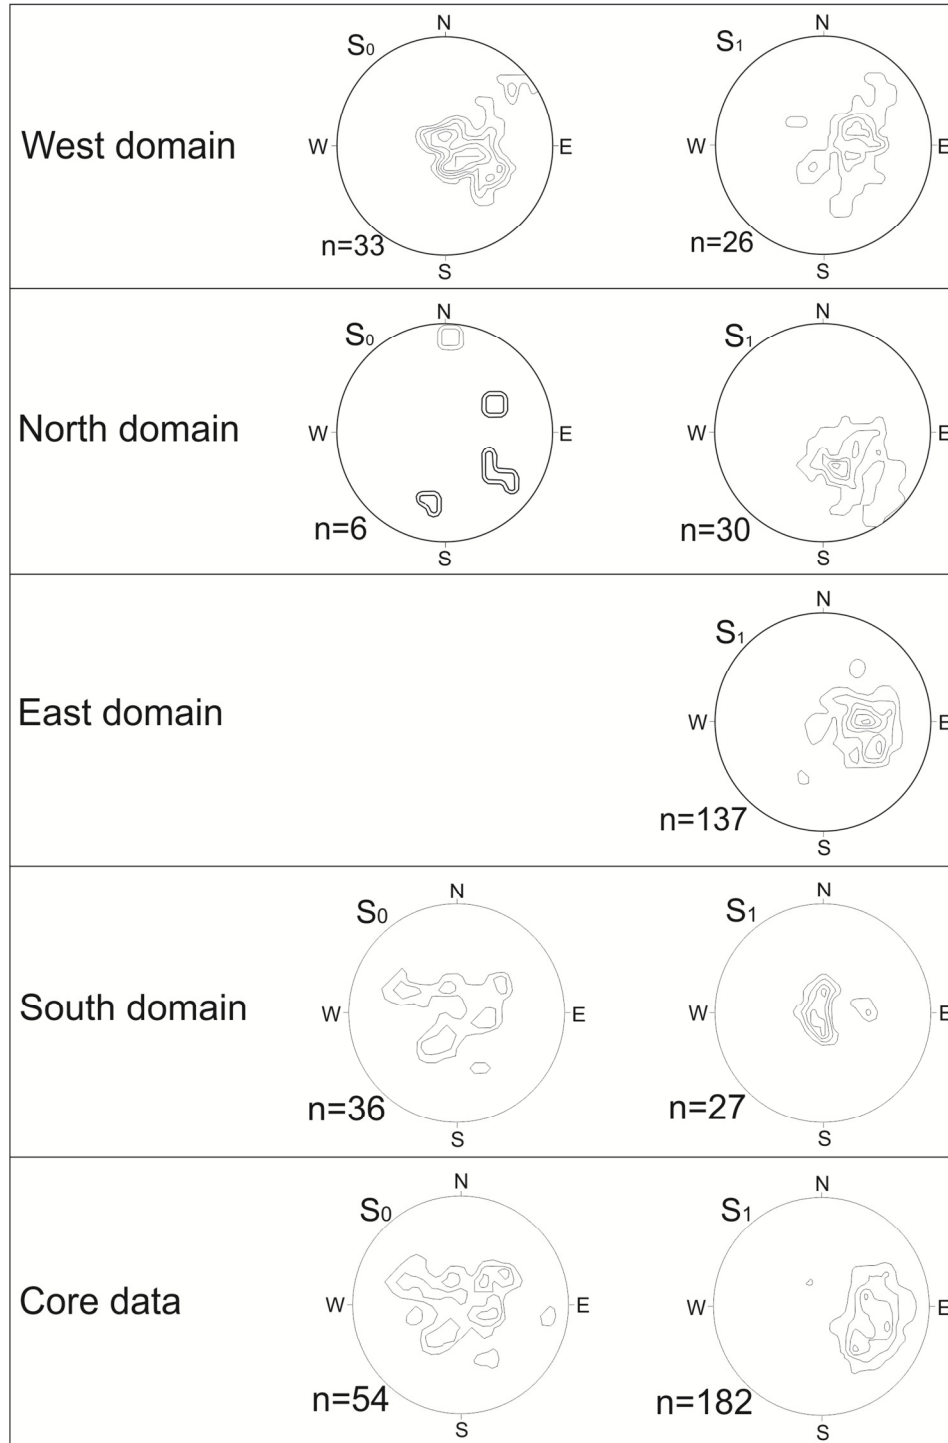 N N
S₀ S₁
West domain W E W E
n=33 n=26
S S
N N
S₀ S₁
North domain W E W E
n=6 n=30
S S
N
S₁
East domain W E
n=137
S
N N
S₀ S₁
South domain W E W E
n=36 n=27
S S
N N
S₀ S₁
Core data W E W E
n=54 n=182
S S